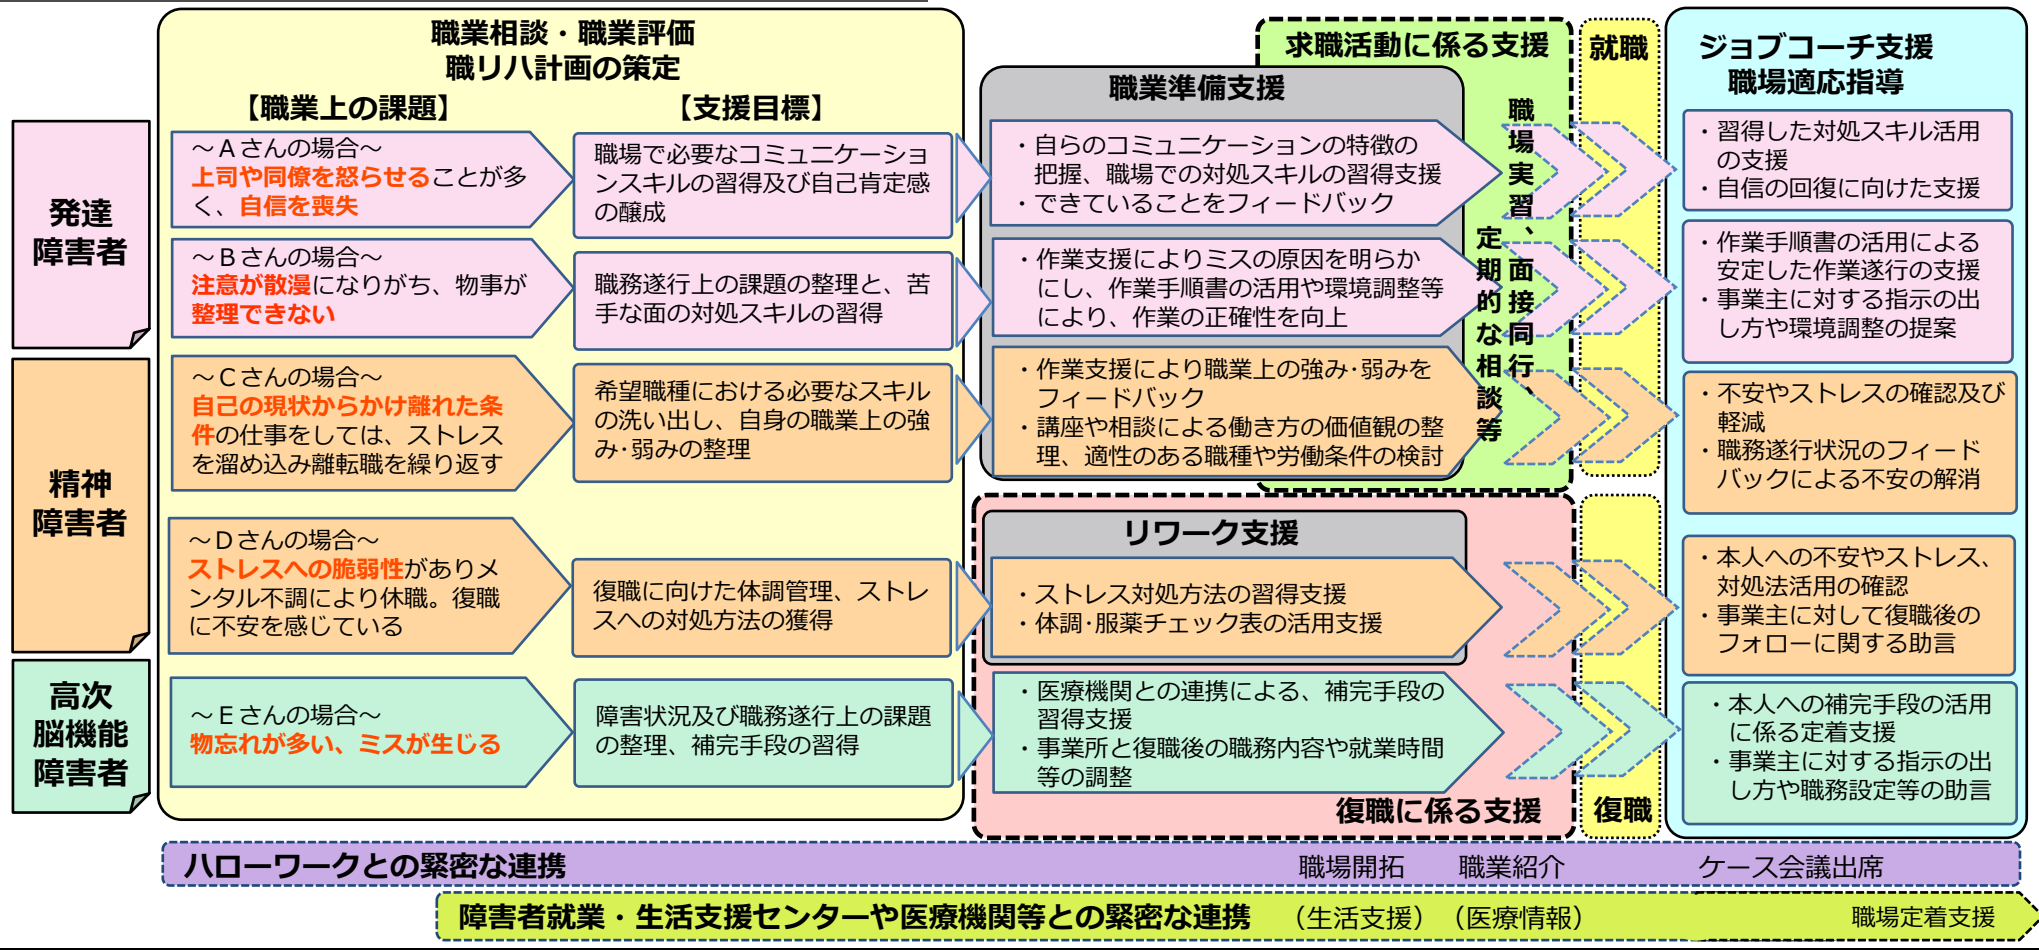 職業相談・職業評価
職リハ計画の策定
【職業上の課題】
【支援目標】
求職活動に係る支援
職業準備支援
職場実習、面接同行、
定期的な相談等
就職
ジョブコーチ支援
職場適応指導
発達
障害者
～Ａさんの場合～
上司や同僚を怒らせることが多
く、自信を喪失
職場で必要なコミュニケーショ
ンスキルの習得及び自己肯定感
の醸成
・自らのコミュニケーションの特徴の
把握、職場での対処スキルの習得支援
・できていることをフィードバック
・習得した対処スキル活用
の支援
・自信の回復に向けた支援
～Ｂさんの場合～
注意が散漫になりがち、物事が
整理できない
職務遂行上の課題の整理と、苦
手な面の対処スキルの習得
・作業支援によりミスの原因を明らか
にし、作業手順書の活用や環境調整等
により、作業の正確性を向上
・作業手順書の活用による
安定した作業遂行の支援
・事業主に対する指示の出
し方や環境調整の提案
精神
障害者
～Ｃさんの場合～
自己の現状からかけ離れた条
件の仕事をしては、ストレス
を溜め込み離転職を繰り返す
希望職種における必要なスキル
の洗い出し、自身の職業上の強
み･弱みの整理
・作業支援により職業上の強み･弱みを
フィードバック
・講座や相談による働き方の価値観の整
理、適性のある職種や労働条件の検討
・不安やストレスの確認及び
軽減
・職務遂行状況のフィード
バックによる不安の解消
～Ｄさんの場合～
ストレスへの脆弱性がありメ
ンタル不調により休職。復職
に不安を感じている
復職に向けた体調管理、ストレ
スへの対処方法の獲得
リワーク支援
・ストレス対処方法の習得支援
・体調･服薬チェック表の活用支援
・本人への不安やストレス、
対処法活用の確認
・事業主に対して復職後の
フォローに関する助言
高次
脳機能
障害者
～Ｅさんの場合～
物忘れが多い、ミスが生じる
障害状況及び職務遂行上の課題
の整理、補完手段の習得
・医療機関との連携による、補完手段の
習得支援
・事業所と復職後の職務内容や就業時間
等の調整
復職に係る支援
復職
・本人への補完手段の活用
に係る定着支援
・事業主に対する指示の出
し方や職務設定等の助言
ハローワークとの緊密な連携 職場開拓 職業紹介 ケース会議出席
障害者就業・生活支援センターや医療機関等との緊密な連携 （生活支援） （医療情報） 職場定着支援